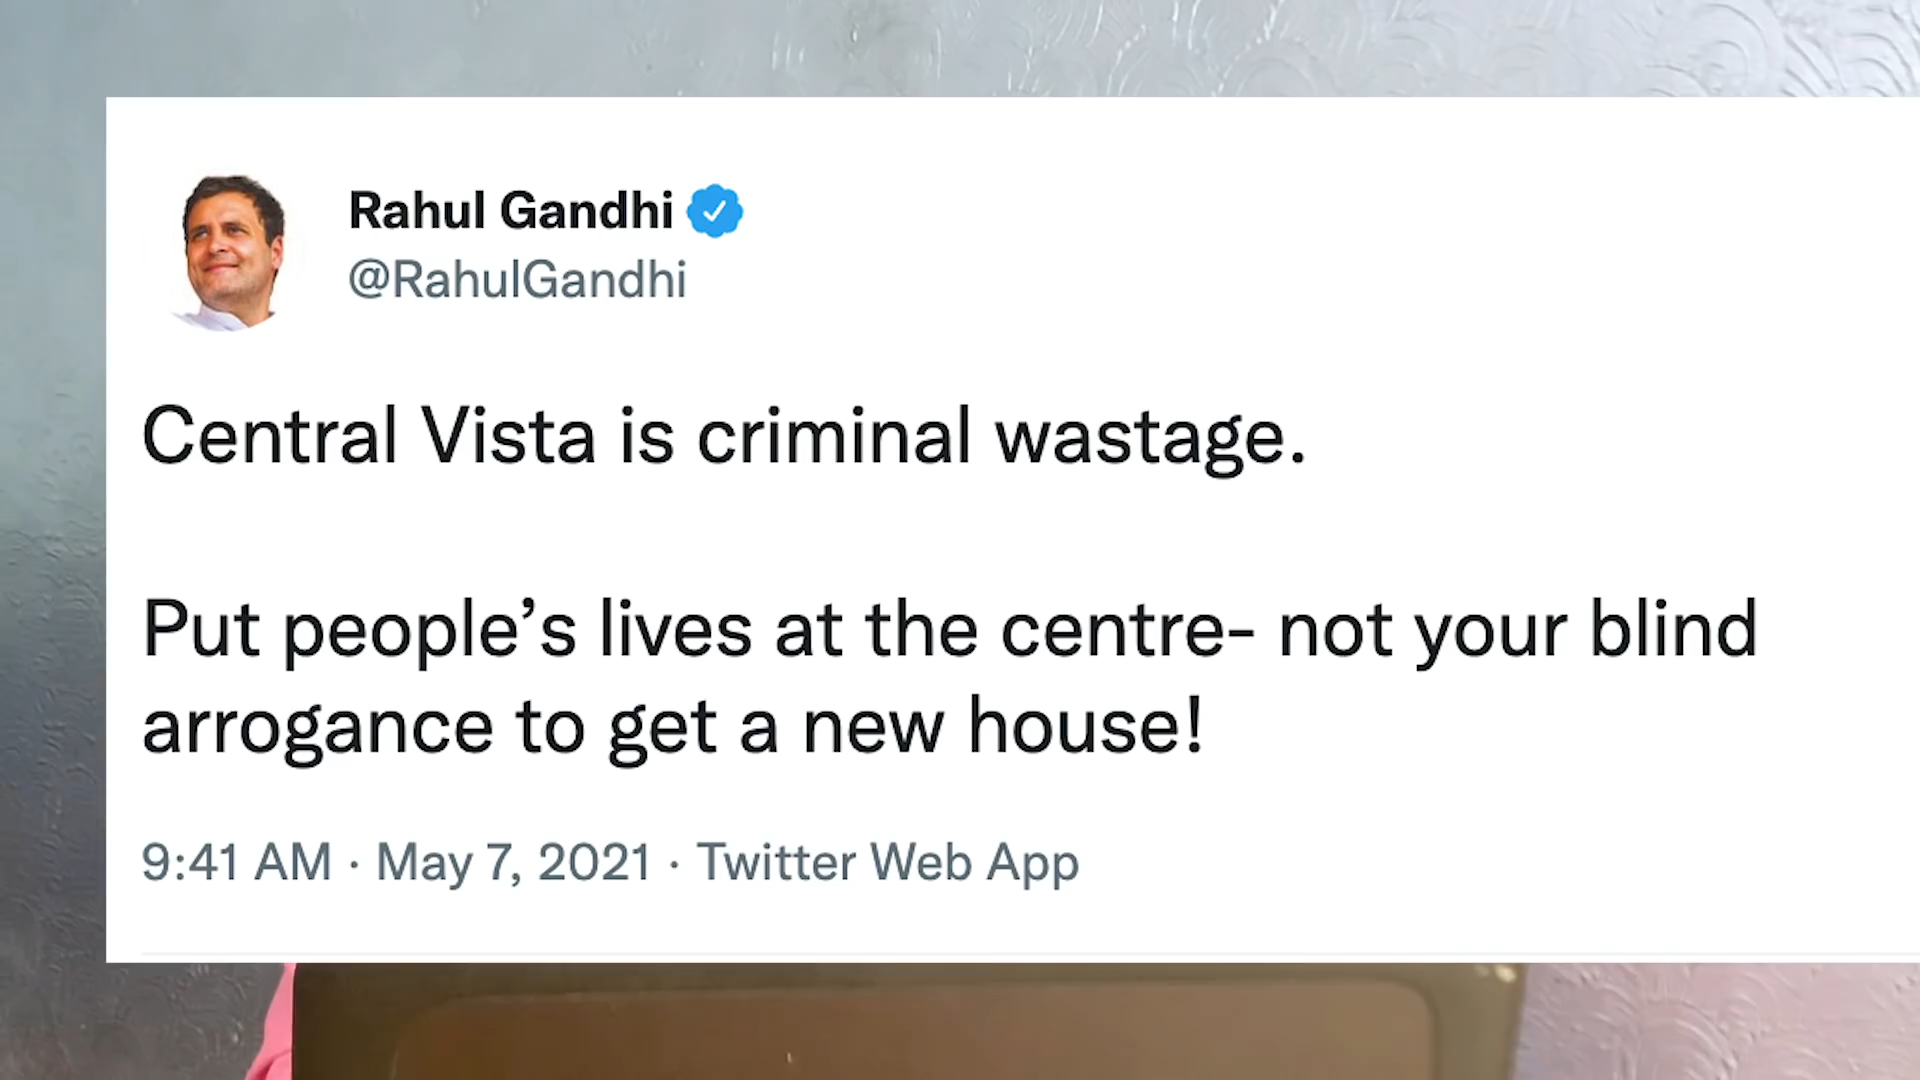 Rahul Gandhi
@RahulGandhi
Central Vista is criminal wastage.
Put people’s lives at the centre- not your blind
arrogance to get a new house!
9:41 AM · May 7, 2021 · Twitter Web App